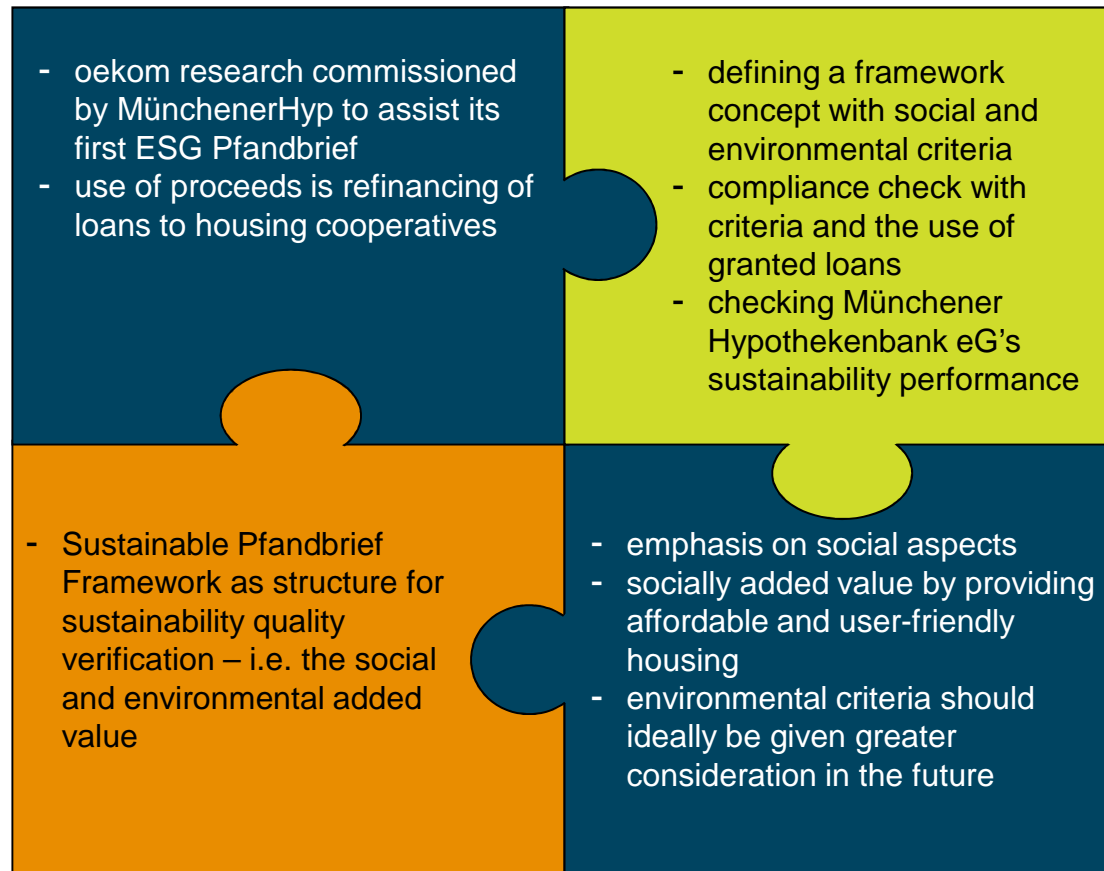 - oekom research commissioned
by MünchenerHyp to assist its
first ESG Pfandbrief
- use of proceeds is refinancing of
loans to housing cooperatives
- defining a framework
concept with social and
environmental criteria
- compliance check with
criteria and the use of
granted loans
- checking Münchener
Hypothekenbank eG’s
sustainability performance
- Sustainable Pfandbrief
Framework as structure for
sustainability quality
verification – i.e. the social
and environmental added
value
- emphasis on social aspects
- socially added value by providing
affordable and user-friendly
housing
- environmental criteria should
ideally be given greater
consideration in the future